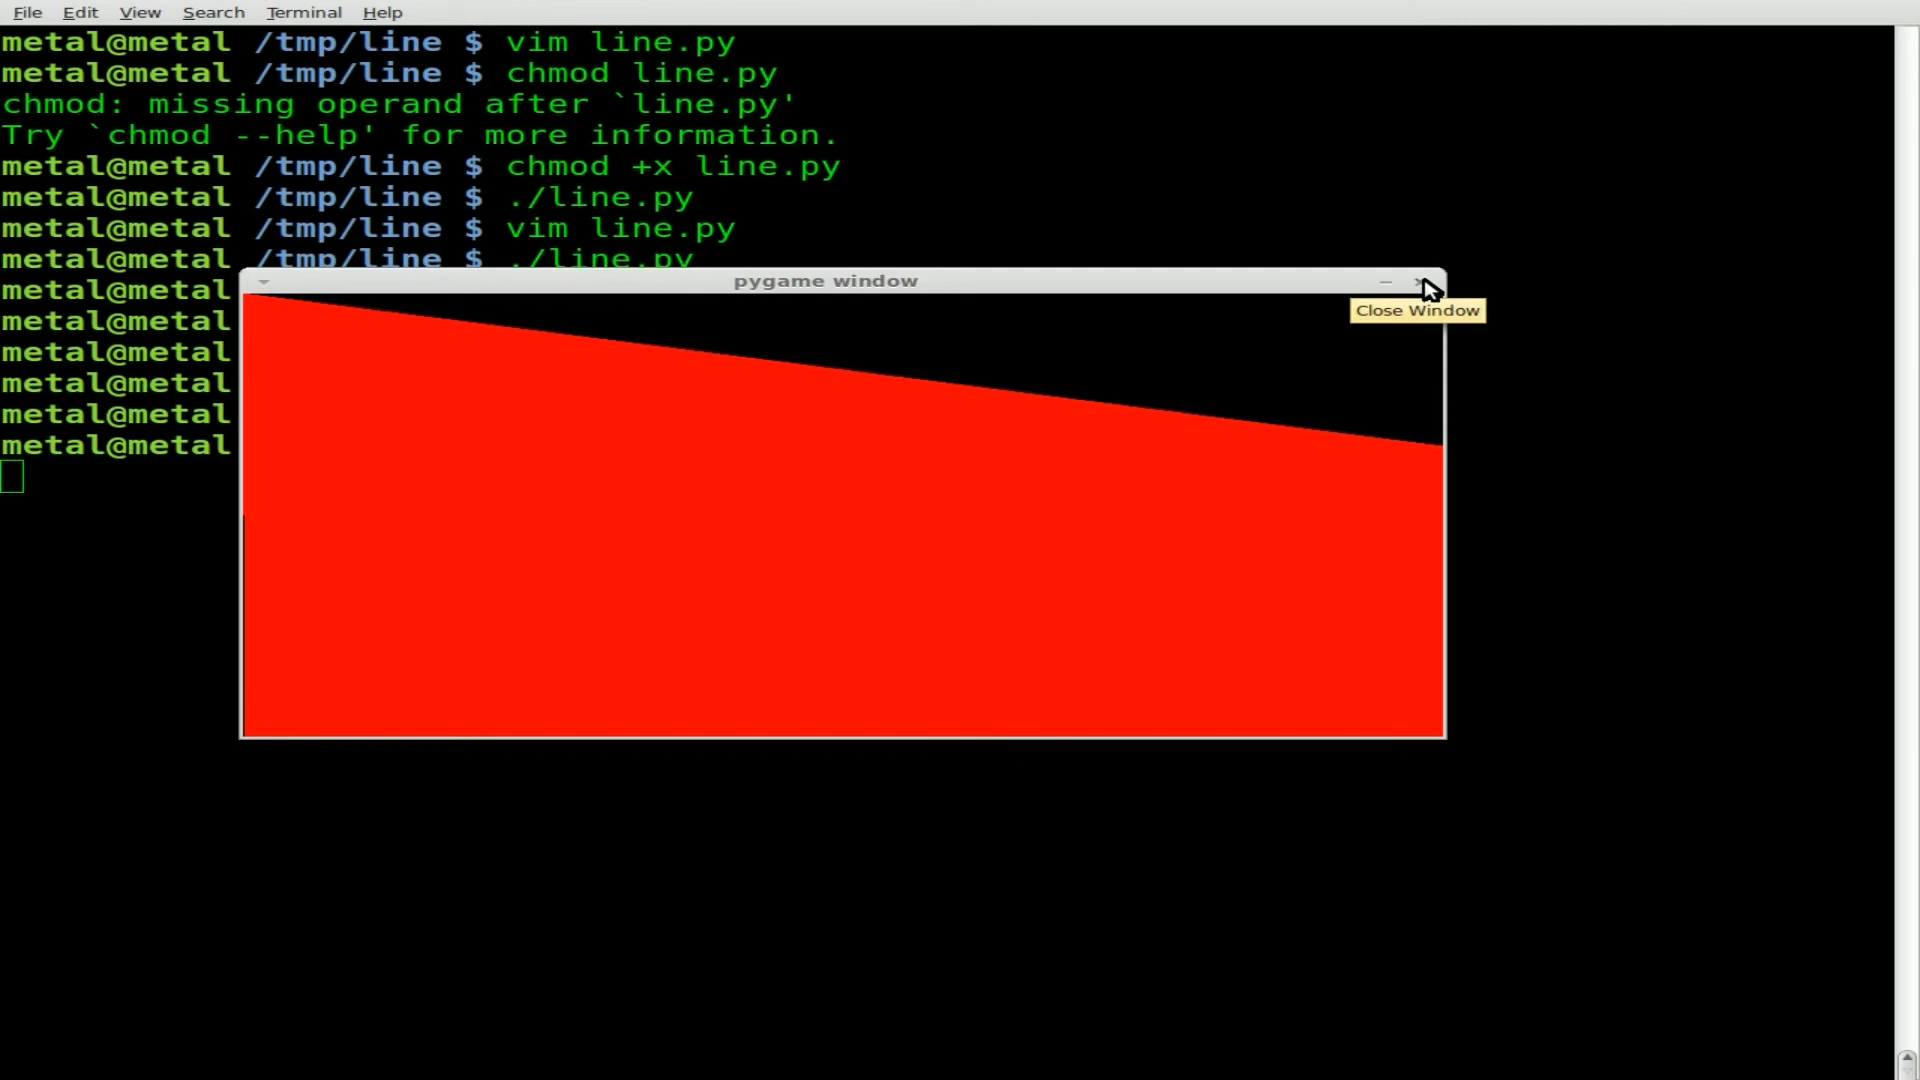 File Edit View Search Terminal Help
metal@metal /tmp/line $ vim line.py
metal@metal /tmp/line $ chmod line.py
chmod: missing operand after `line.py'
Try `chmod --help' for more information.
metal@metal /tmp/line $ chmod +x line.py
metal@metal /tmp/line $ ./line.py
metal@metal /tmp/line $ vim line.py
metal@metal /tmp/line $ ./line.py
metal@metal
metal@metal
metal@metal
metal@metal
metal@metal
metal@metal
pygame window
Close Window